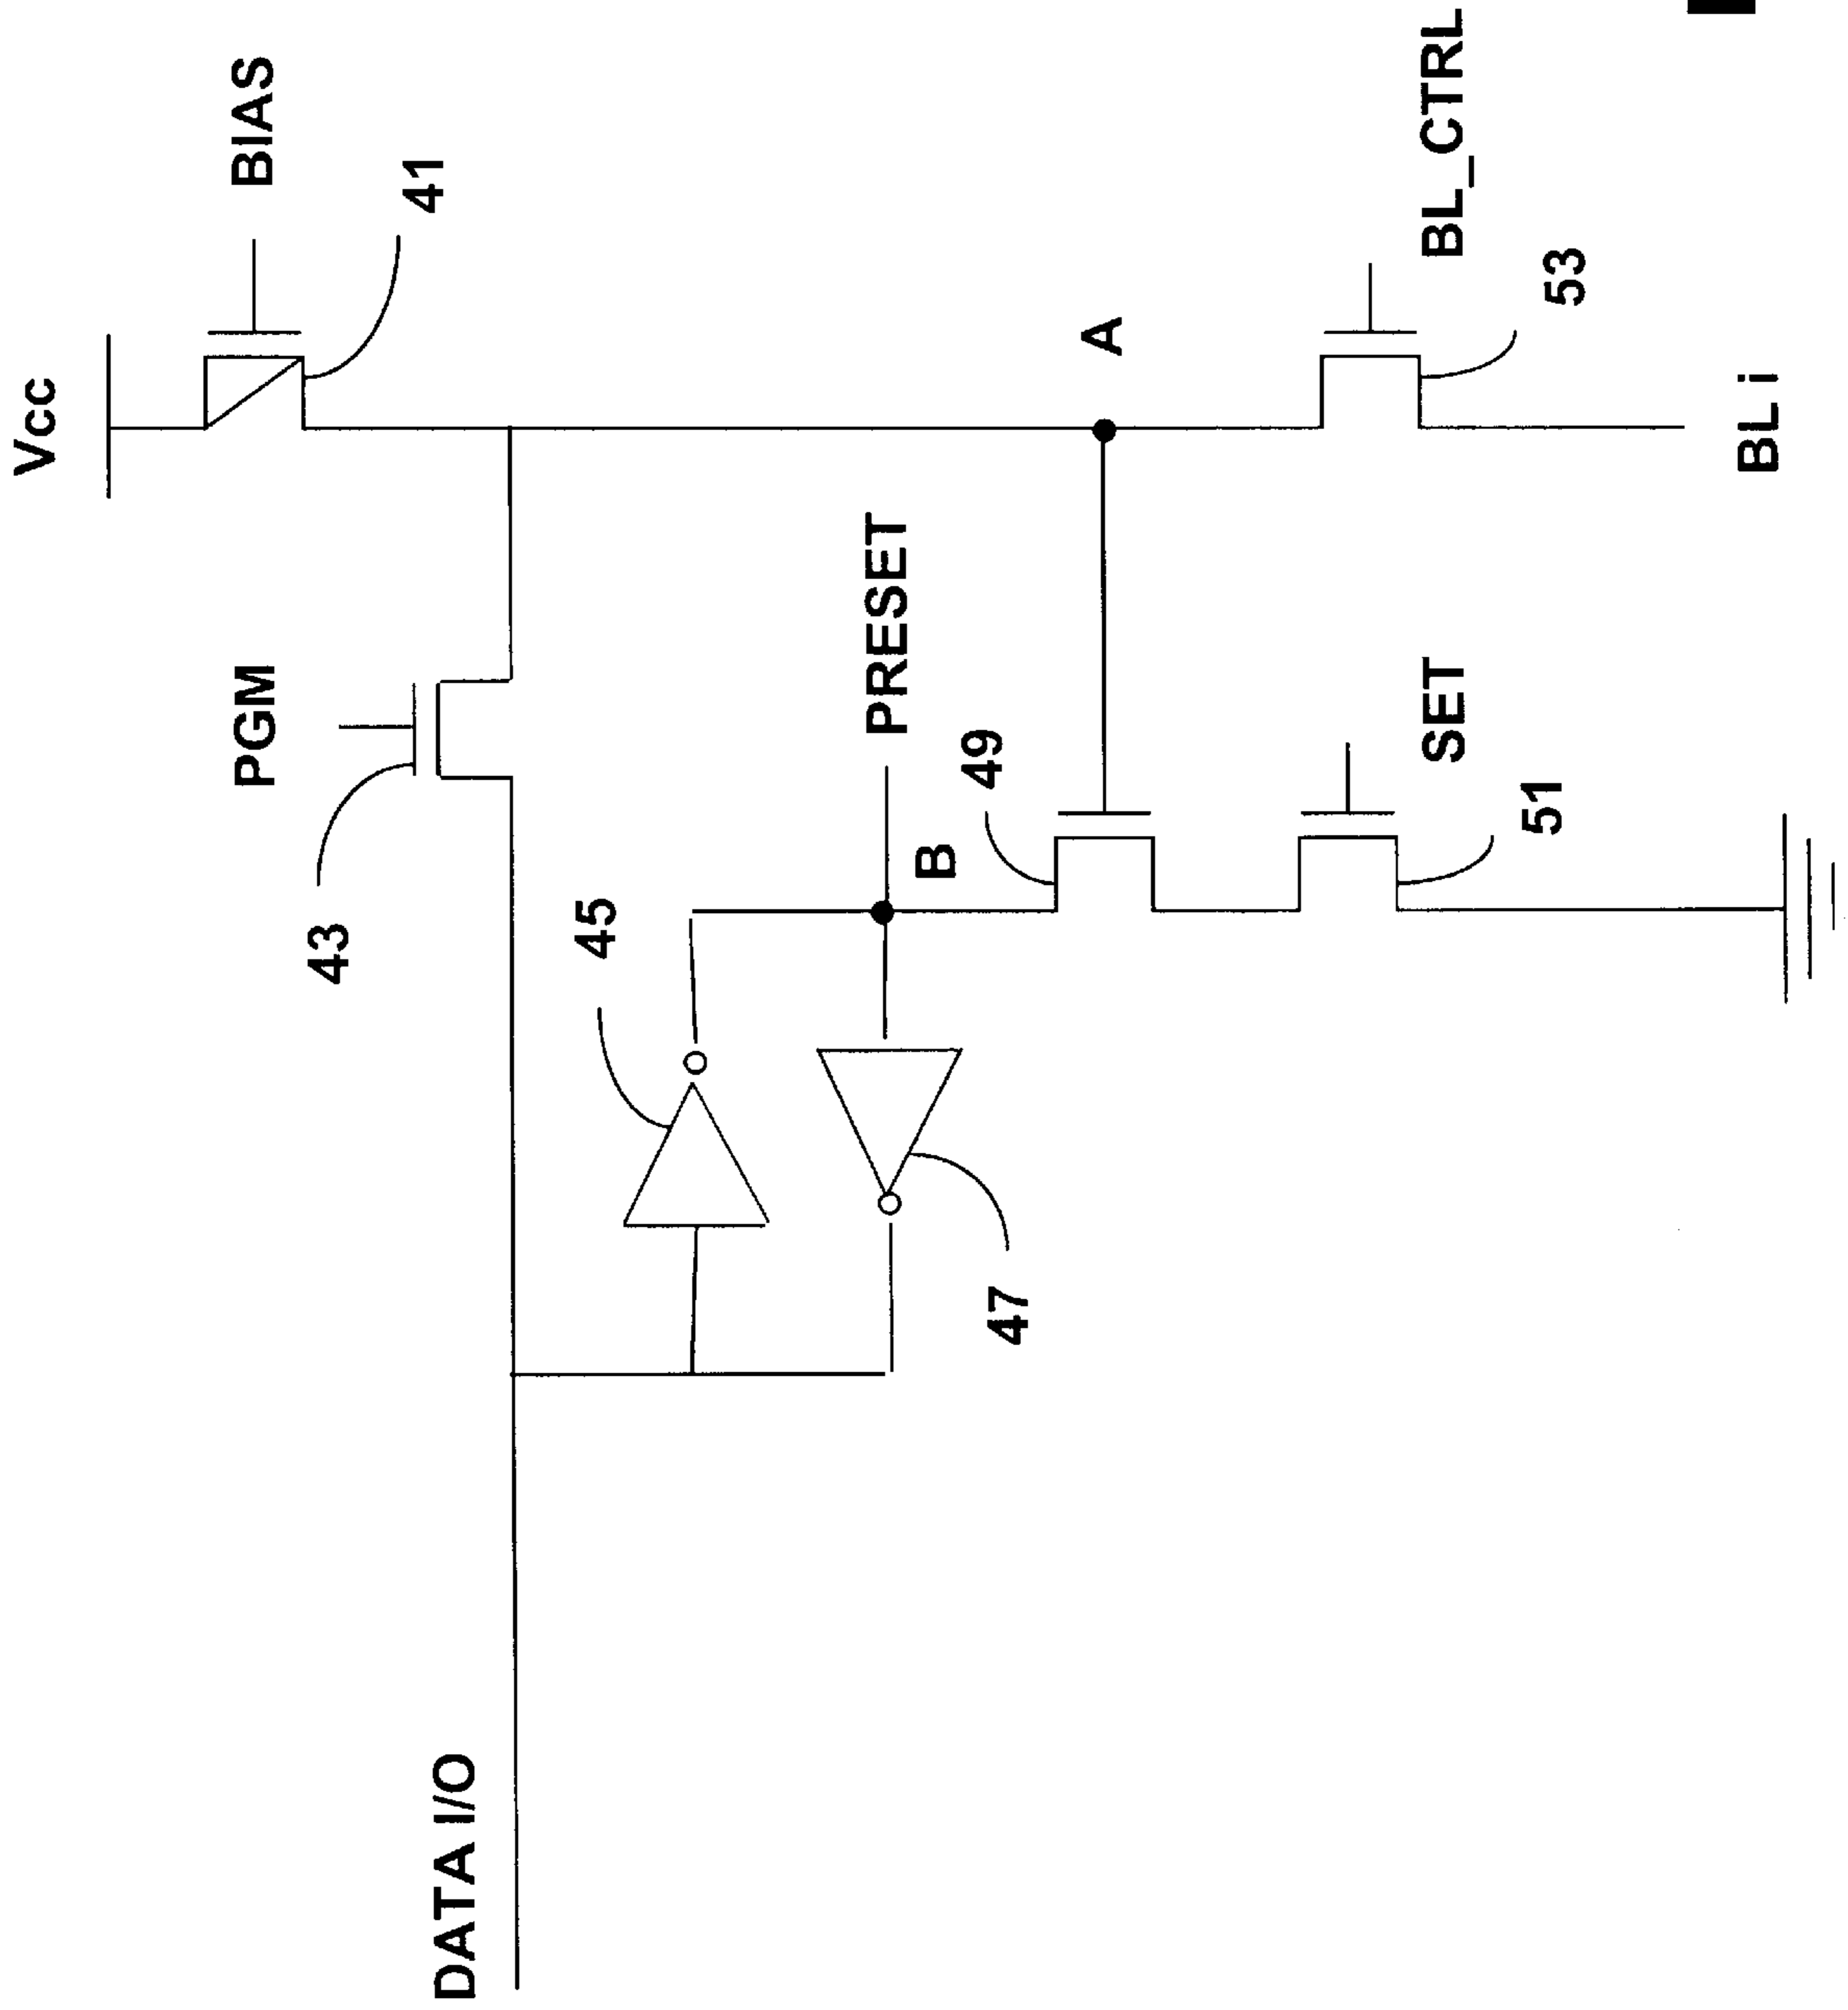 Vcc
BIAS
41
PGM
43
DATA I/O
45
PRESET
B
47
49
A
SET
51
BL_CTRL
53
BL i